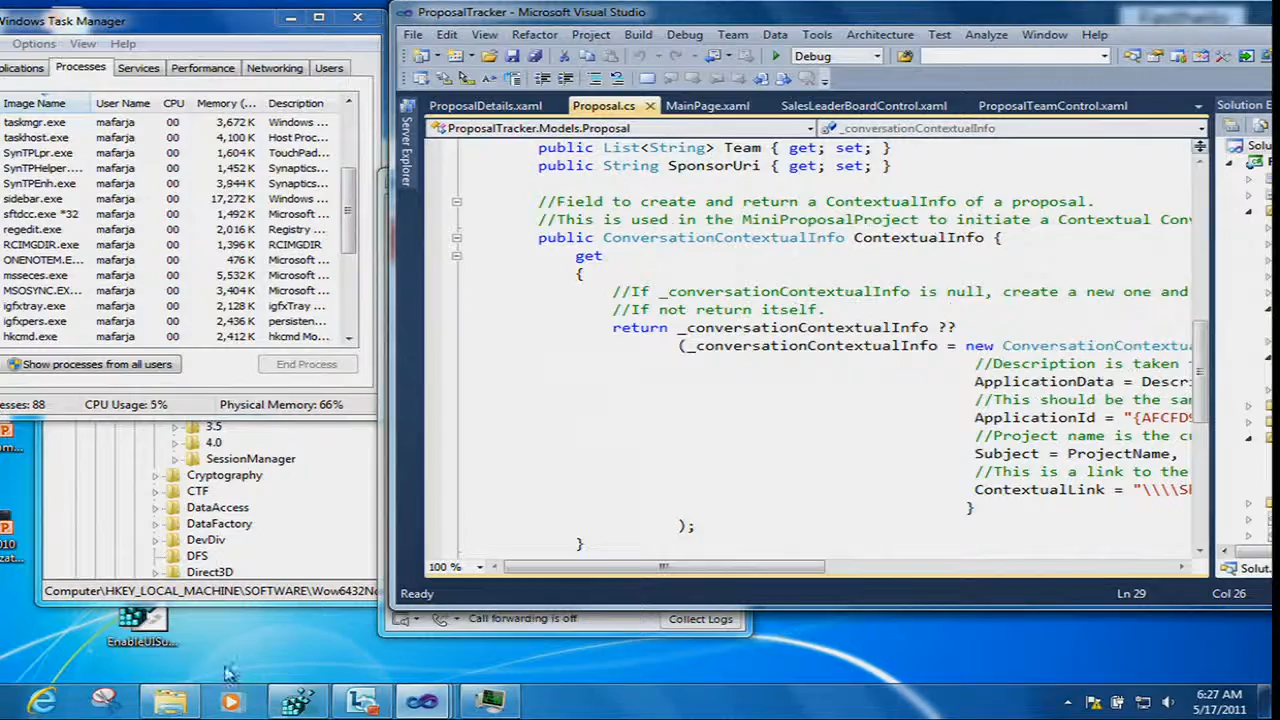 Windows Task Manager
Options View Help
plications Processes Services Performance Networking Users
Image Name User Name CPU Memory (... Description
taskmgr.exe mafarja 00 3,672 K Windows ...
taskhost.exe mafarja 00 4,100 K Host Proc...
SynTPLpr.exe mafarja 00 1,604 K TouchPad...
SynTPHelper.... mafarja 00 1,452 K Synaptics...
SynTPEnh.exe mafarja 00 3,944 K Synaptics...
sidebar.exe mafarja 00 17,272 K Windows ...
sftdcc.exe *32 mafarja 00 1,492 K Microsoft ...
regedit.exe mafarja 00 2,016 K Registry ...
RCIMGDIR.exe mafarja 00 1,396 K RCIMGDIR
ONENOTEM.E... mafarja 00 476 K Microsoft ...
msseces.exe mafarja 00 5,532 K Microsoft ...
MSOSYNC.EX... mafarja 00 3,404 K Microsoft ...
igfxtray.exe mafarja 00 2,128 K igfxTray ...
igfxpers.exe mafarja 00 2,436 K persisten...
hkcmd.exe mafarja 00 2,412 K hkcmd Mo...
Show processes from all users End Process
esses: 88 CPU Usage: 5% Physical Memory: 66%
3.5
4.0
SessionManager
Cryptography
CTF
DataAccess
DataFactory
DevDiv
DFS
Direct3D
Computer\HKEY_LOCAL_MACHINE\SOFTWARE\Wow6432No
EnableUISu...
010
zat...
ProposalTracker - Microsoft Visual Studio
File Edit View Refactor Project Build Debug Team Data Tools Architecture Test Analyze Window Help
Debug
Server Explorer
ProposalDetails.xaml Proposal.cs MainPage.xaml SalesLeaderBoardControl.xaml ProposalTeamControl.xaml
Solution E
ProposalTracker.Models.Proposal _conversationContextualInfo
Solu
public List<String> Team { get; set; }
public String SponsorUri { get; set; }
//Field to create and return a ContextualInfo of a proposal.
//This is used in the MiniProposalProject to initiate a Contextual Con
public ConversationContextualInfo ContextualInfo {
get
{
//If _conversationContextualInfo is null, create a new one and
//If not return itself.
return _conversationContextualInfo ??
(_conversationContextualInfo = new ConversationContextua
//Description is taken
ApplicationData = Descri
//This should be the sam
ApplicationId = "{AFCFD9
//Project name is the cu
Subject = ProjectName,
//This is a link to the
ContextualLink = "\\\\S
}
);
}
100 %
Solut...
Ready Ln 29 Col 26
Call forwarding is off Collect Logs
6:27 AM
5/17/2011